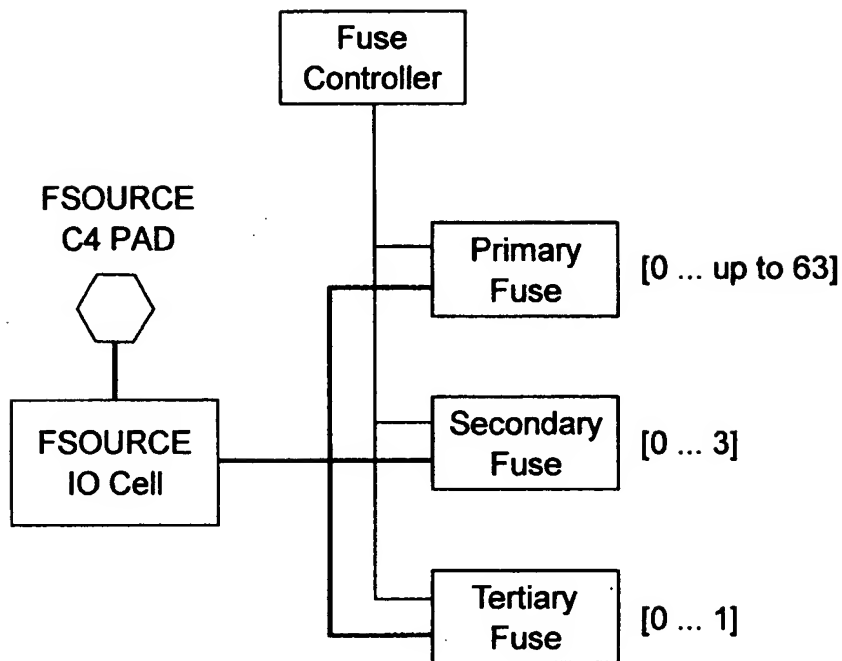 Fuse
Controller
FSOURCE
C4 PAD
Primary
Fuse
[0 ... up to 63]
FSOURCE
IO Cell
Secondary
Fuse
[0 ... 3]
Tertiary
Fuse
[0 ... 1]